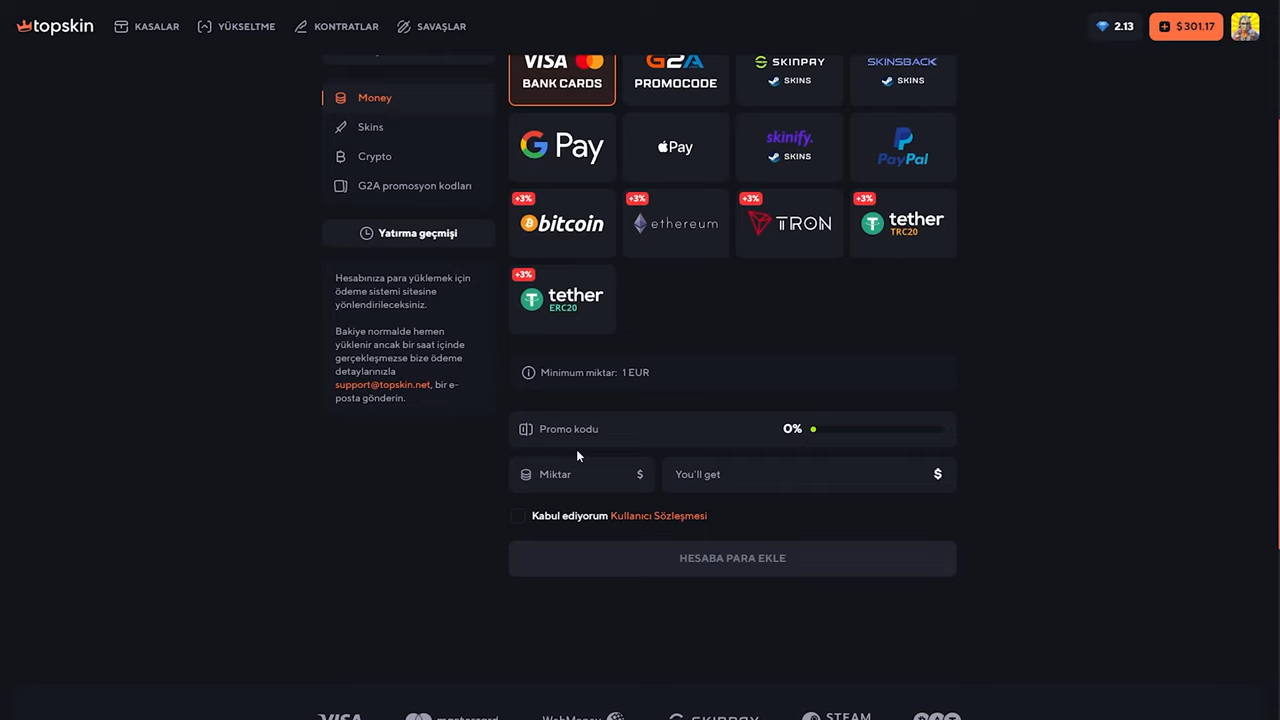 topskin
KASALAR
YÜKSELTME
KONTRATLAR
SAVAŞLAR
2.13
$301.17
Money
Skins
Crypto
G2A promosyon kodları
Yatırma geçmişi
Hesabınıza para yüklemek için
ödeme sistemi sitesine
yönlendirileceksiniz.
Bakiye normalde hemen
yüklenir ancak bir saat içinde
gerçekleşmezse bize ödeme
detaylarınızla
support@topskin.net, bir e-
posta gönderin.
VISA
BANK CARDS
G2A
PROMOCODE
SKINPAY
SKINS
SKINSBACK
SKINS
G Pay
Pay
skinify.
SKINS
PayPal
+3%
bitcoin
+3%
ethereum
+3%
TRON
+3%
tether
TRC20
+3%
tether
ERC20
Minimum miktar: 1 EUR
Promo kodu
0%
Miktar $
You'll get $
Kabul ediyorum Kullanıcı Sözleşmesi
HESABA PARA EKLE
VISA
mastercard
WebMoney
SKINPAY
STEAM